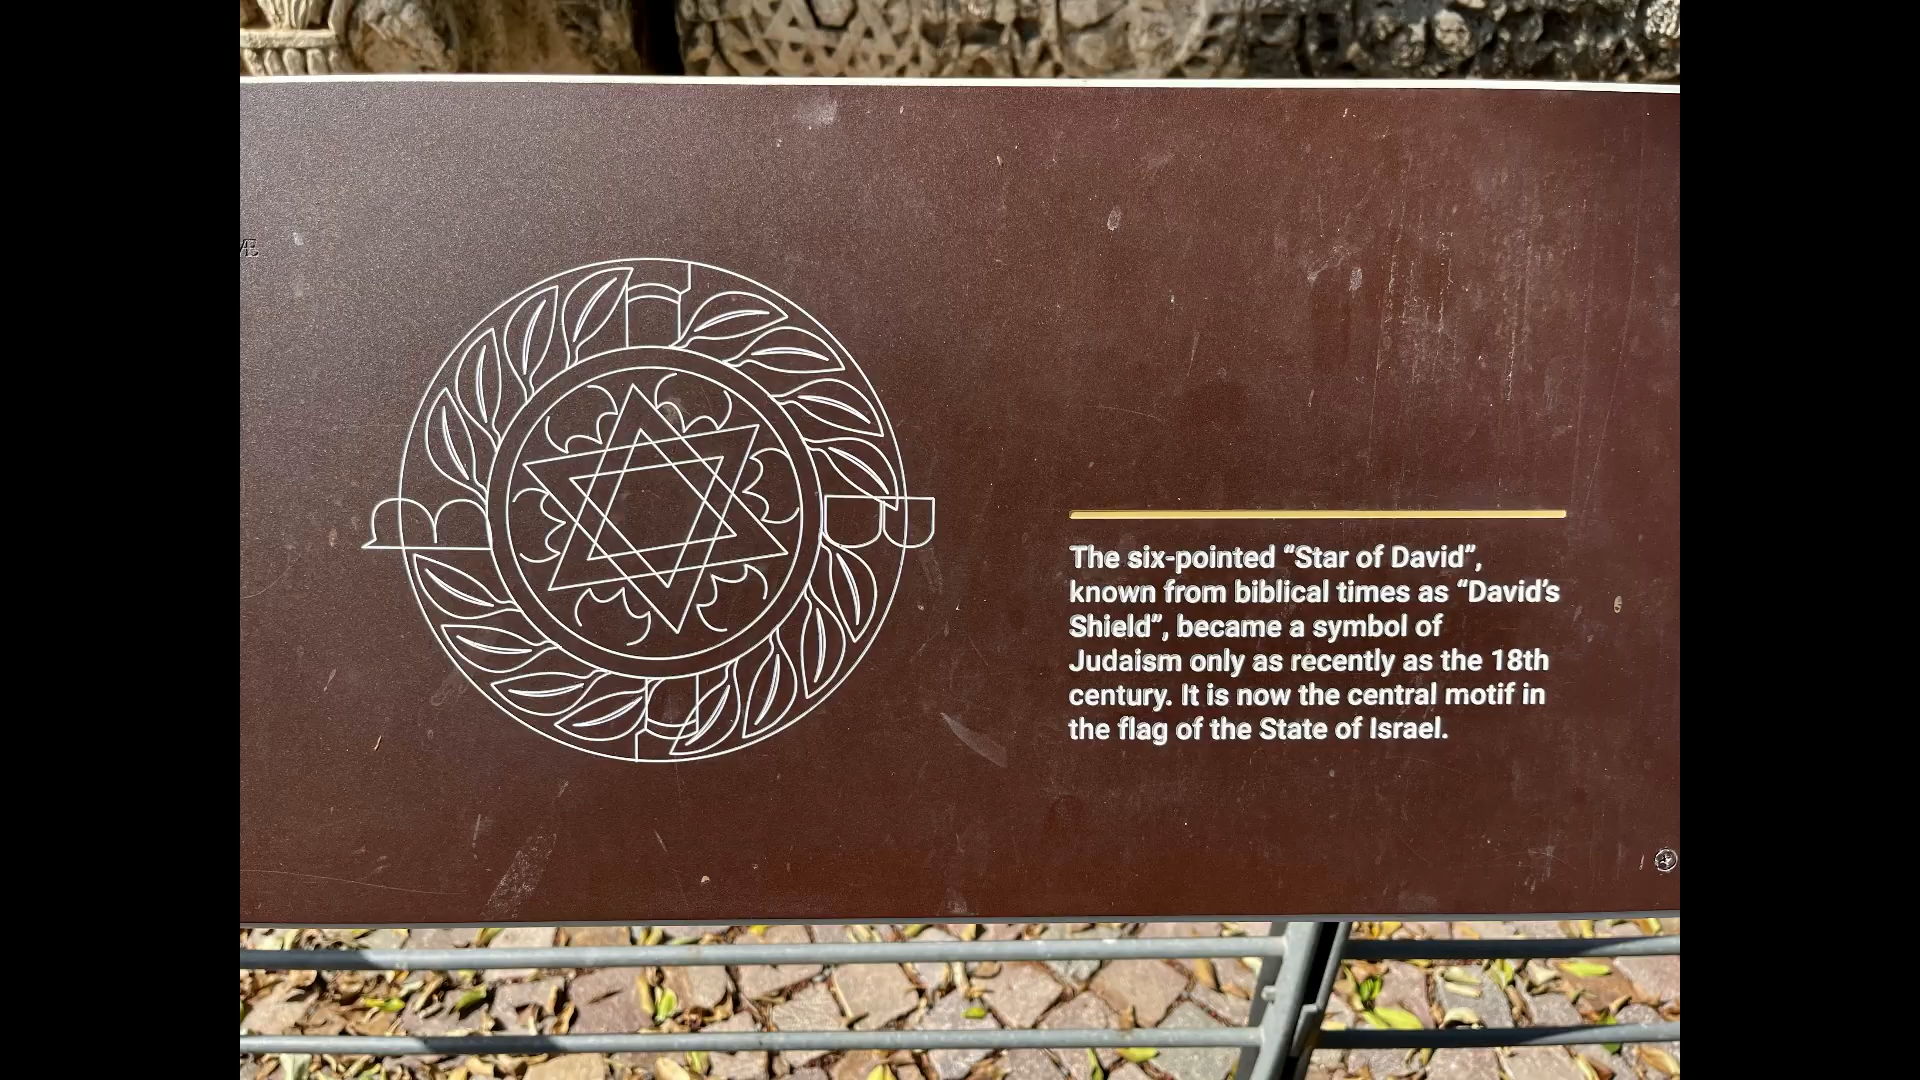 The six-pointed “Star of David”,
known from biblical times as “David’s
Shield”, became a symbol of
Judaism only as recently as the 18th
century. It is now the central motif in
the flag of the State of Israel.